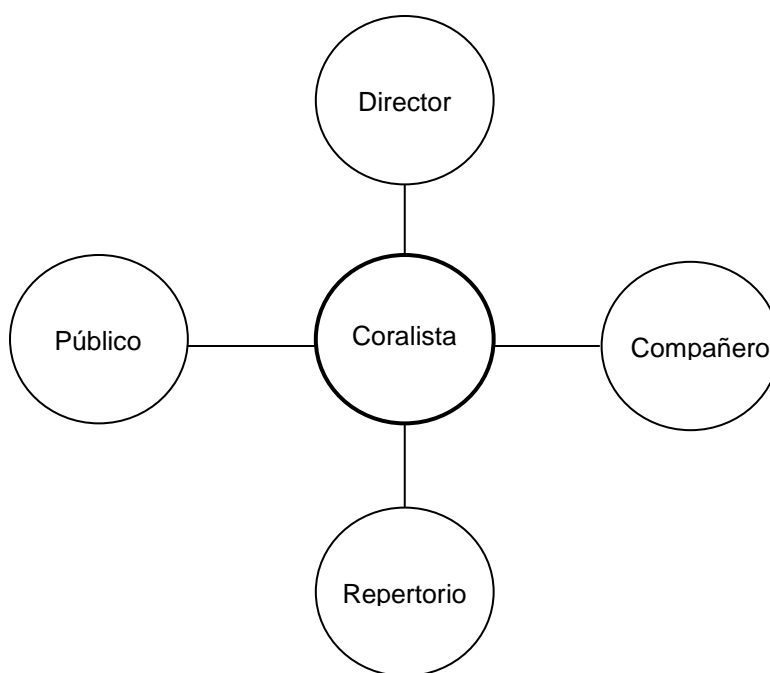 Director
Público
Coralista
Compañero
Repertorio